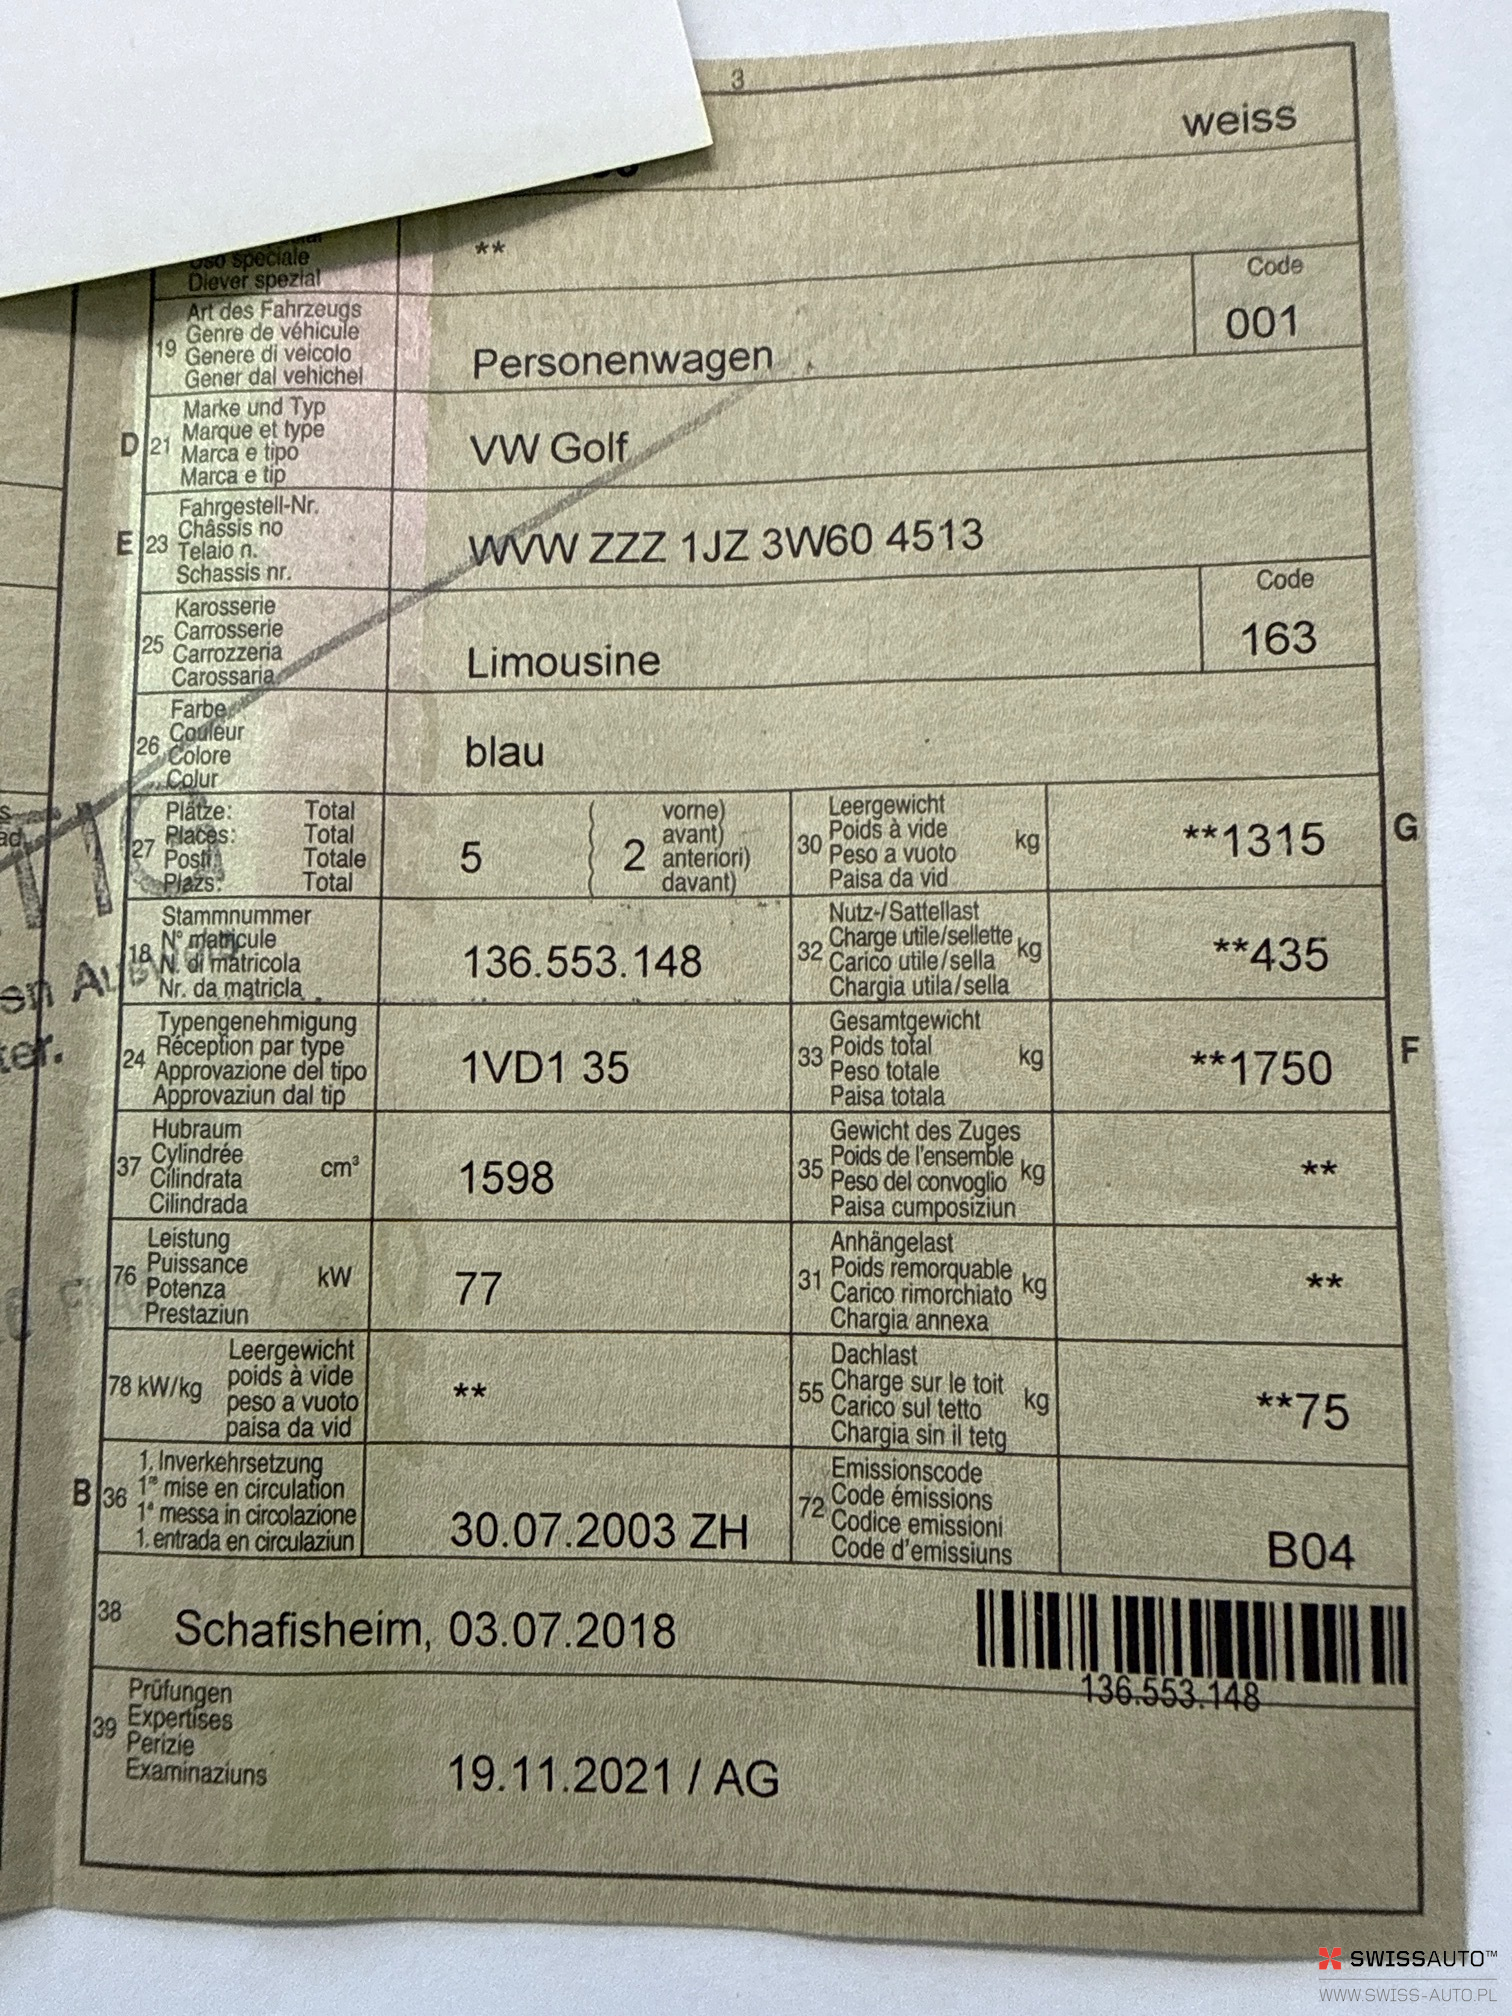 3
weiss
Uso speciale
Diever spezial
**
Art des Fahrzeugs
Genre de véhicule
19
Genere di veicolo
Gener dal vehichel
Personenwagen
Code
001
Marke und Typ
D 21 Marque et type
Marca e tipo
Marca e tip
VW Golf
Fahrgestell-Nr.
E 23 Châssis no
Telaio n.
Schassis nr.
WVW ZZZ 1JZ 3W60 4513
Karosserie
25 Carrosserie
Carrozzeria
Carossaria
Limousine
Code
163
Farbe
26 Couleur
Colore
Colur
blau
Plätze: Total
27 Places: Total
Posti: Totale
Plazs: Total
5
2
vorne)
avant)
anteriori)
davant)
Leergewicht
30 Poids à vide kg
Peso a vuoto
Paisa da vid
**1315
G
Stammnummer
18 N° matricule
N. di matricola
Nr. da matricla
136.553.148
Nutz-/Sattellast
32 Charge utile/sellette kg
Carico utile/sella
Chargia utila/sella
**435
Typengenehmigung
24 Réception par type
Approvazione del tipo
Approvaziun dal tip
1VD1 35
Gesamtgewicht
33 Poids total kg
Peso totale
Paisa totala
**1750
F
Hubraum
37 Cylindrée cm³
Cilindrata
Cilindrada
1598
Gewicht des Zuges
35 Poids de l'ensemble kg
Peso del convoglio
Paisa cumposiziun
**
Leistung
76 Puissance kW
Potenza
Prestaziun
77
Anhängelast
31 Poids remorquable kg
Carico rimorchiato
Chargia annexa
**
Leergewicht
78 kW/kg poids à vide
peso a vuoto
paisa da vid
**
Dachlast
55 Charge sur le toit kg
Carico sul tetto
Chargia sin il tetg
**75
1. Inverkehrsetzung
B 36 1re mise en circulation
1a messa in circolazione
1. entrada en circulaziun
30.07.2003 ZH
Emissionscode
72 Code émissions
Codice emissioni
Code d'emissiuns
B04
38
Schafisheim, 03.07.2018
136.553.148
Prüfungen
39 Expertises
Perizie
Examinaziuns
19.11.2021 / AG
SWISSAUTO™
WWW.SWISS-AUTO.PL